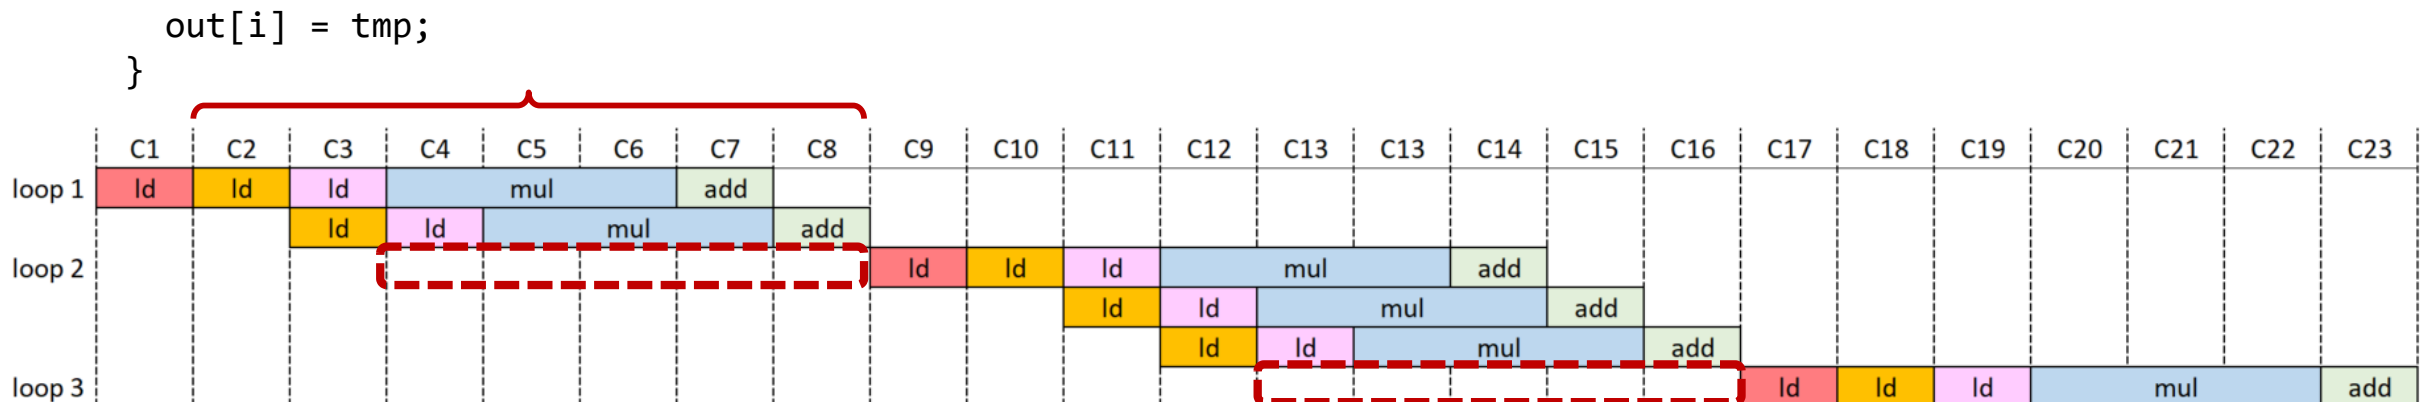 out[i] = tmp;
}
C1 C2 C3 C4 C5 C6 C7 C8 C9 C10 C11 C12 C13 C13 C14 C15 C16 C17 C18 C19 C20 C21 C22 C23
loop 1 ld ld ld mul add
ld ld mul add
loop 2 ld ld ld mul add
ld ld mul add
ld ld mul add
loop 3 ld ld ld mul add